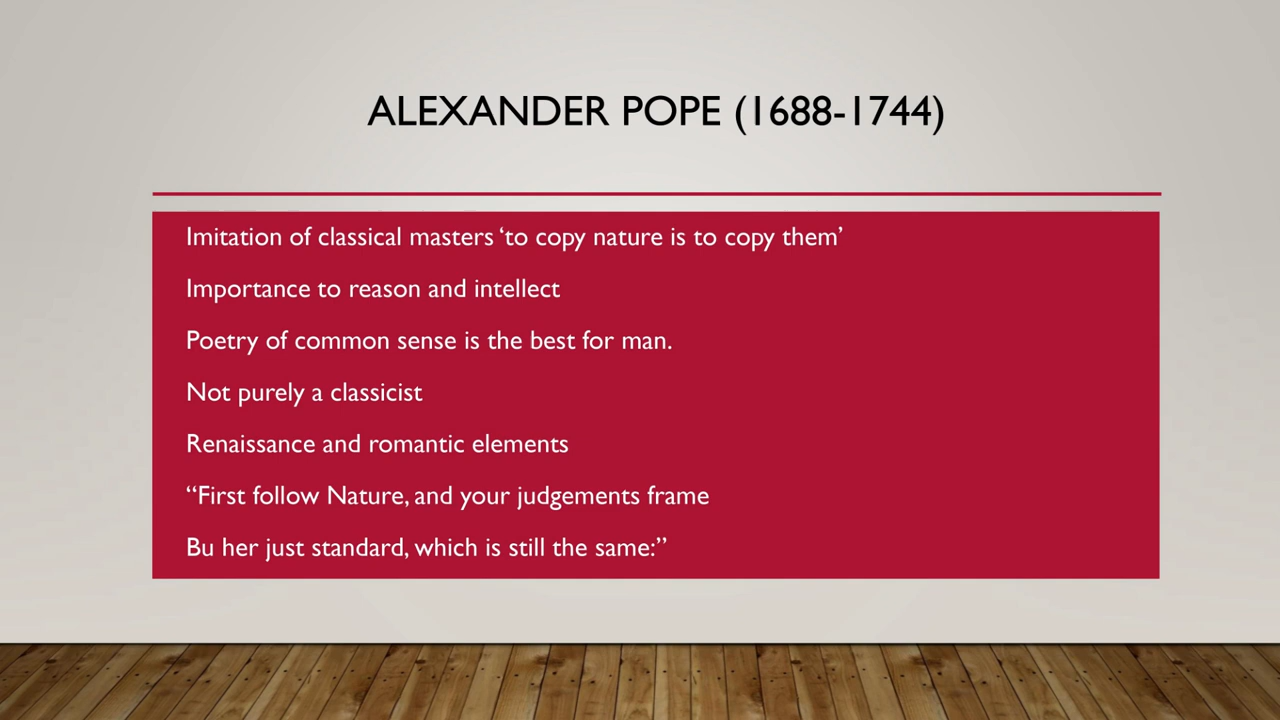 ALEXANDER POPE (1688-1744)
Imitation of classical masters ‘to copy nature is to copy them’
Importance to reason and intellect
Poetry of common sense is the best for man.
Not purely a classicist
Renaissance and romantic elements
“First follow Nature, and your judgements frame
Bu her just standard, which is still the same:”